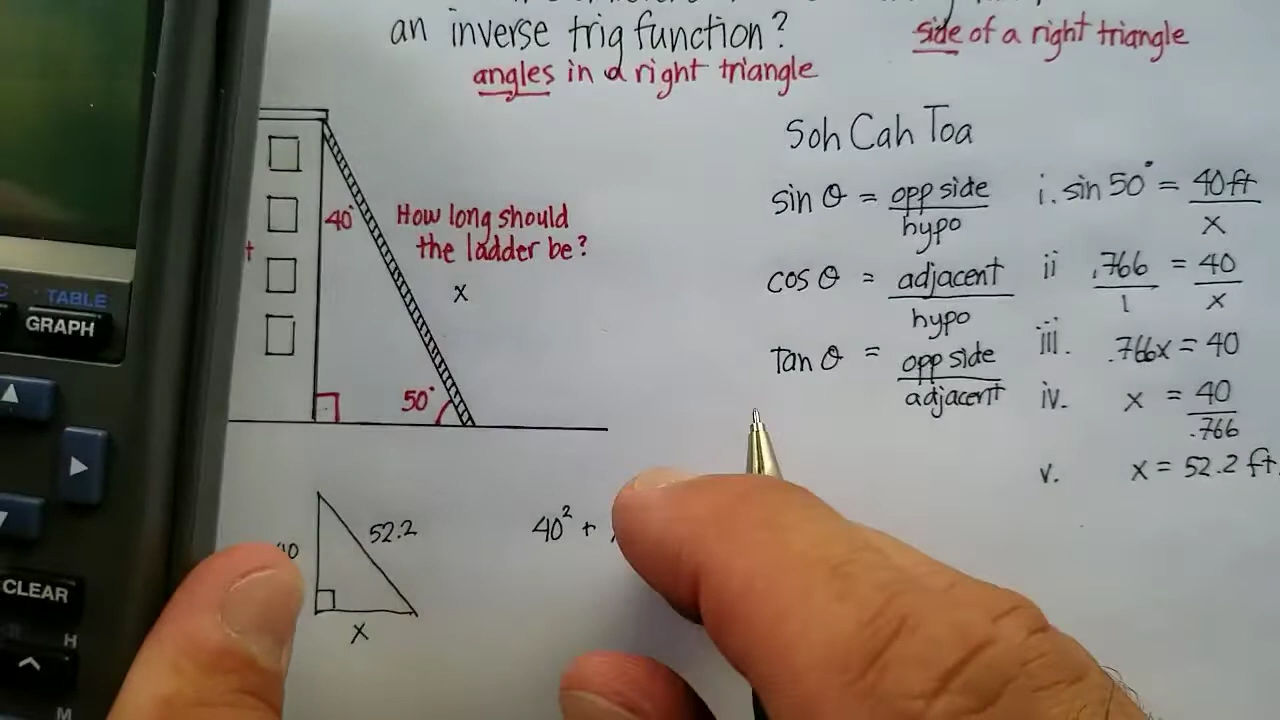 an inverse trig function?
side of a right triangle
angles in a right triangle
Soh Cah Toa
sin θ = opp side / hypo
cos θ = adjacent / hypo
tan θ = opp side / adjacent
i. sin 50° = 40ft / x
ii .766 / 1 = 40 / x
iii. .766x = 40
iv. x = 40 / .766
v. x = 52.2 ft.
40°
How long should
the ladder be?
x
50°
52.2
x
40² +
TABLE
GRAPH
CLEAR
H
^
M